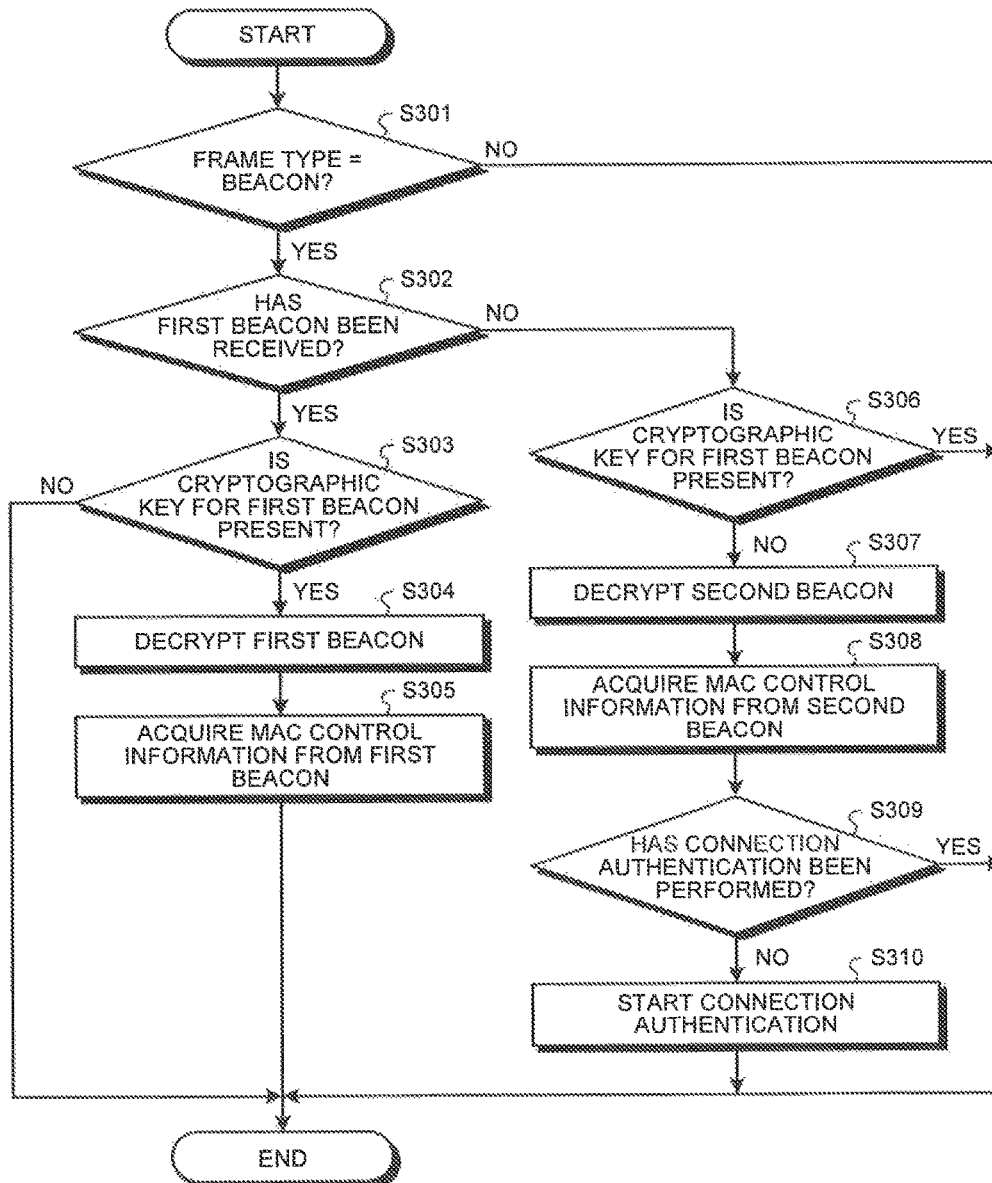 START
S301
FRAME TYPE =
BEACON?
NO
YES
S302
HAS
FIRST BEACON BEEN
RECEIVED?
NO
YES
S303
IS
CRYPTOGRAPHIC
KEY FOR FIRST BEACON
PRESENT?
NO
YES
S304
DECRYPT FIRST BEACON
S305
ACQUIRE MAC CONTROL
INFORMATION FROM FIRST
BEACON
S306
IS
CRYPTOGRAPHIC
KEY FOR FIRST BEACON
PRESENT?
YES
NO
S307
DECRYPT SECOND BEACON
S308
ACQUIRE MAC CONTROL
INFORMATION FROM SECOND
BEACON
S309
HAS CONNECTION
AUTHENTICATION BEEN
PERFORMED?
YES
NO
S310
START CONNECTION
AUTHENTICATION
END